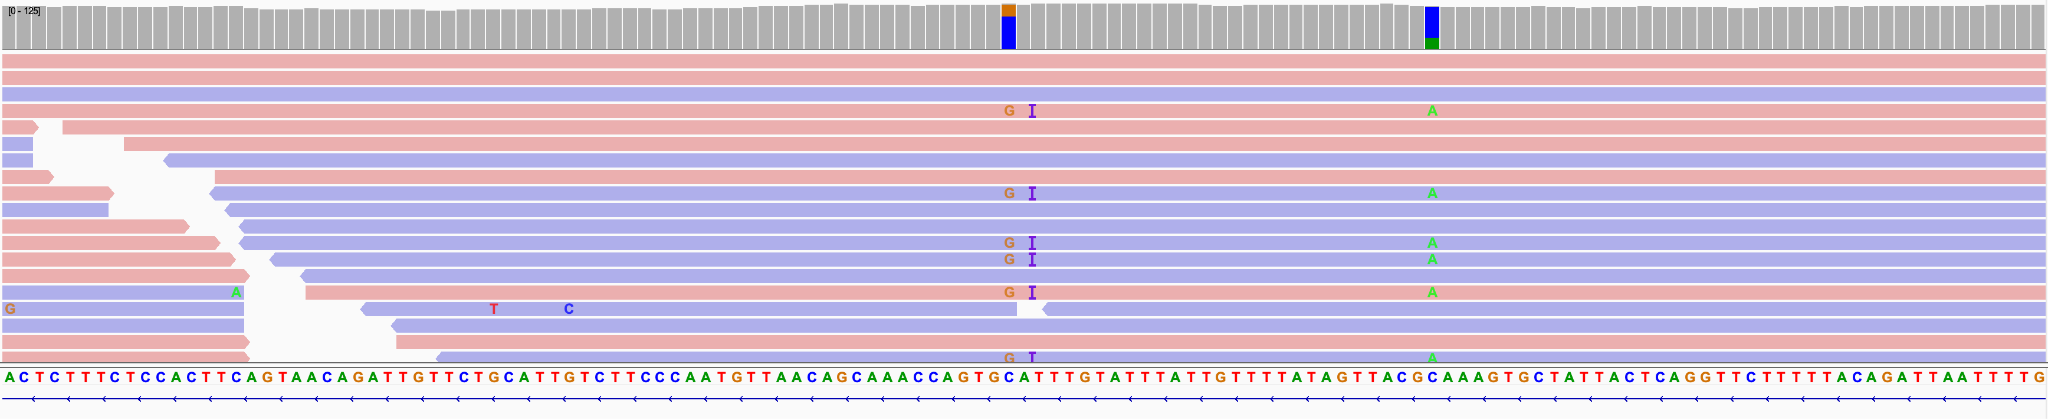 [0 - 125]
G I A
G I A
G I A
G I A
A G I A
G T C
G I A
ACTCTTTCTCCACTTCAGTAACAGATTGTTCTGCATTGTCTTCCCAATGTTAACAGCAAACCAGTGCATTTGTATTTATTGTTTTATAGTTACGCAAAGTGCTATTACTCAGGTTCTTTTTACAGATTAATTTTG